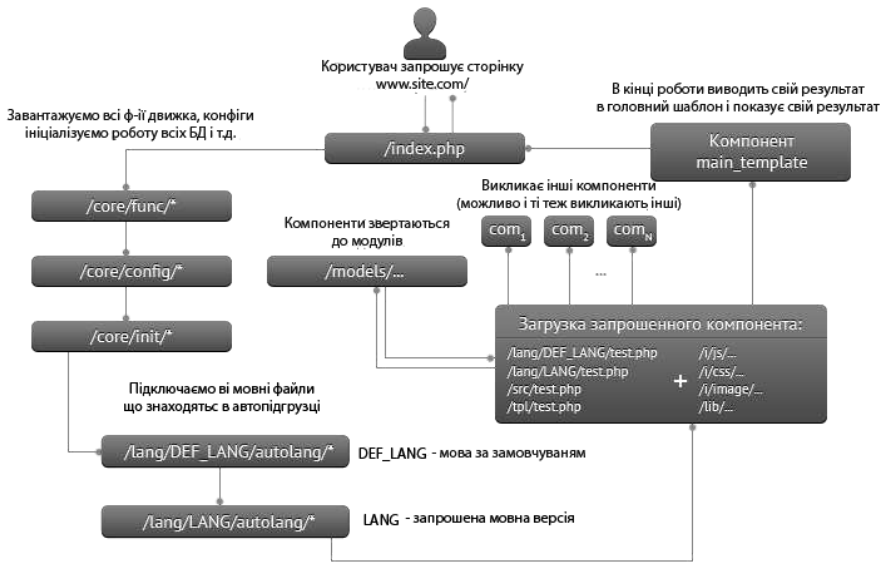 Користувач запрошує сторінку
www.site.com/
В кінці роботи виводить свій результат
в головний шаблон і показує свій результат
Завантажуємо всі ф-ії движка, конфіги
ініціалізуємо роботу всіх БД і т.д.
/index.php
Компонент
main_template
/core/func/*
Викликає інші компоненти
(можливо і ті теж викликають інші)
Компоненти звертаються
до модулів
com1
com2
comN
...
/core/config/*
/models/...
/core/init/*
Загрузка запрошенного компонента:
/lang/DEF_LANG/test.php
/lang/LANG/test.php
/src/test.php
/tpl/test.php
+
/i/js/...
/i/css/...
/i/image/...
/lib/...
Підключаємо ві мовні файли
що знаходятьс в автопідгрузці
/lang/DEF_LANG/autolang/*
DEF_LANG - мова за замовчуваням
/lang/LANG/autolang/*
LANG - запрошена мовна версія